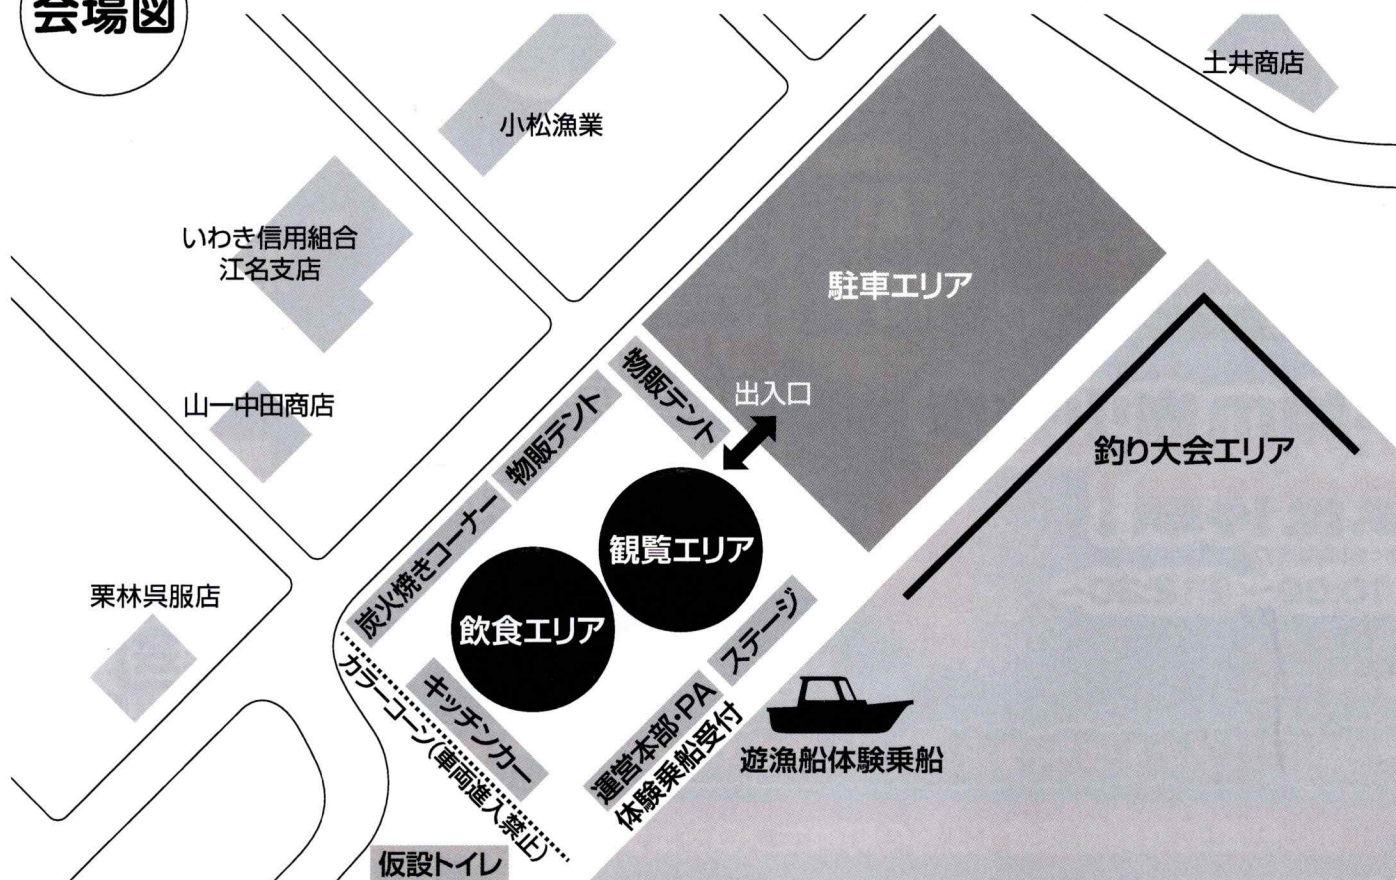 会場図
土井商店
小松漁業
いわき信用組合
江名支店
駐車エリア
物販テント
出入口
山一中田商店
物販テント
釣り大会エリア
炭火焼きコーナー
観覧エリア
栗林呉服店
飲食エリア
ステージ
カラーコーン(車両進入禁止)
キッチンカー
運営本部・PA
体験乗船受付
遊漁船体験乗船
仮設トイレ